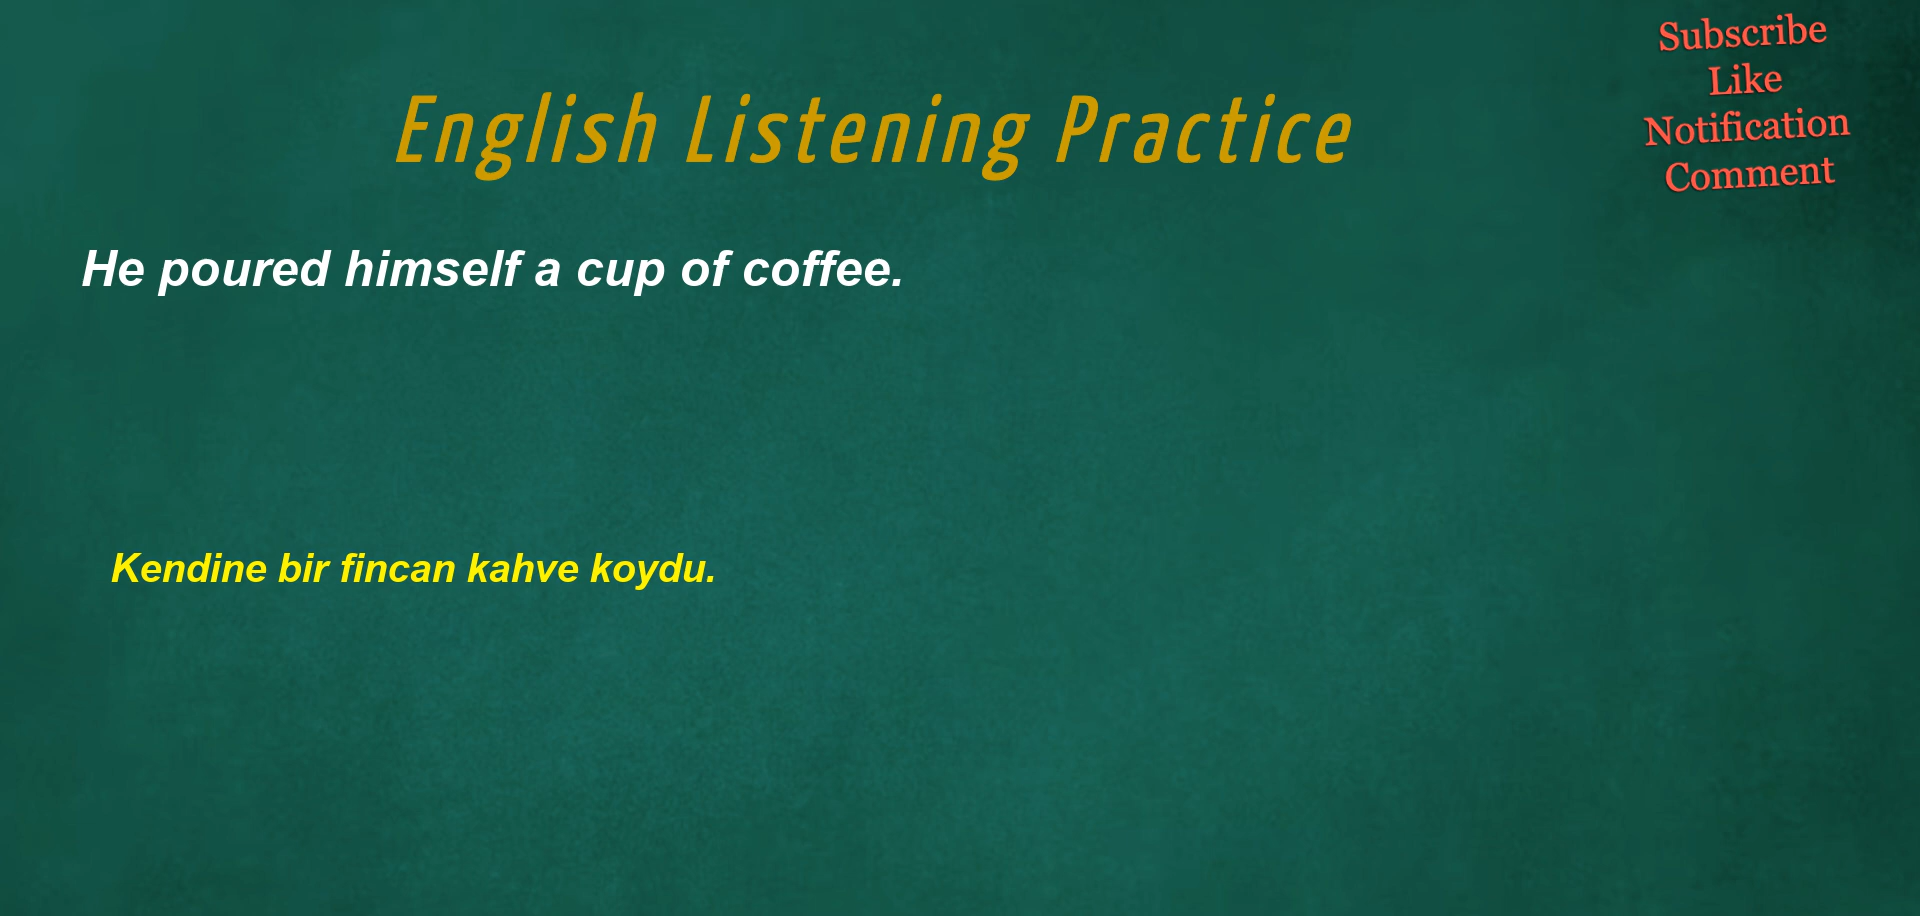 English Listening Practice
Subscribe
Like
Notification
Comment
He poured himself a cup of coffee.
Kendine bir fincan kahve koydu.